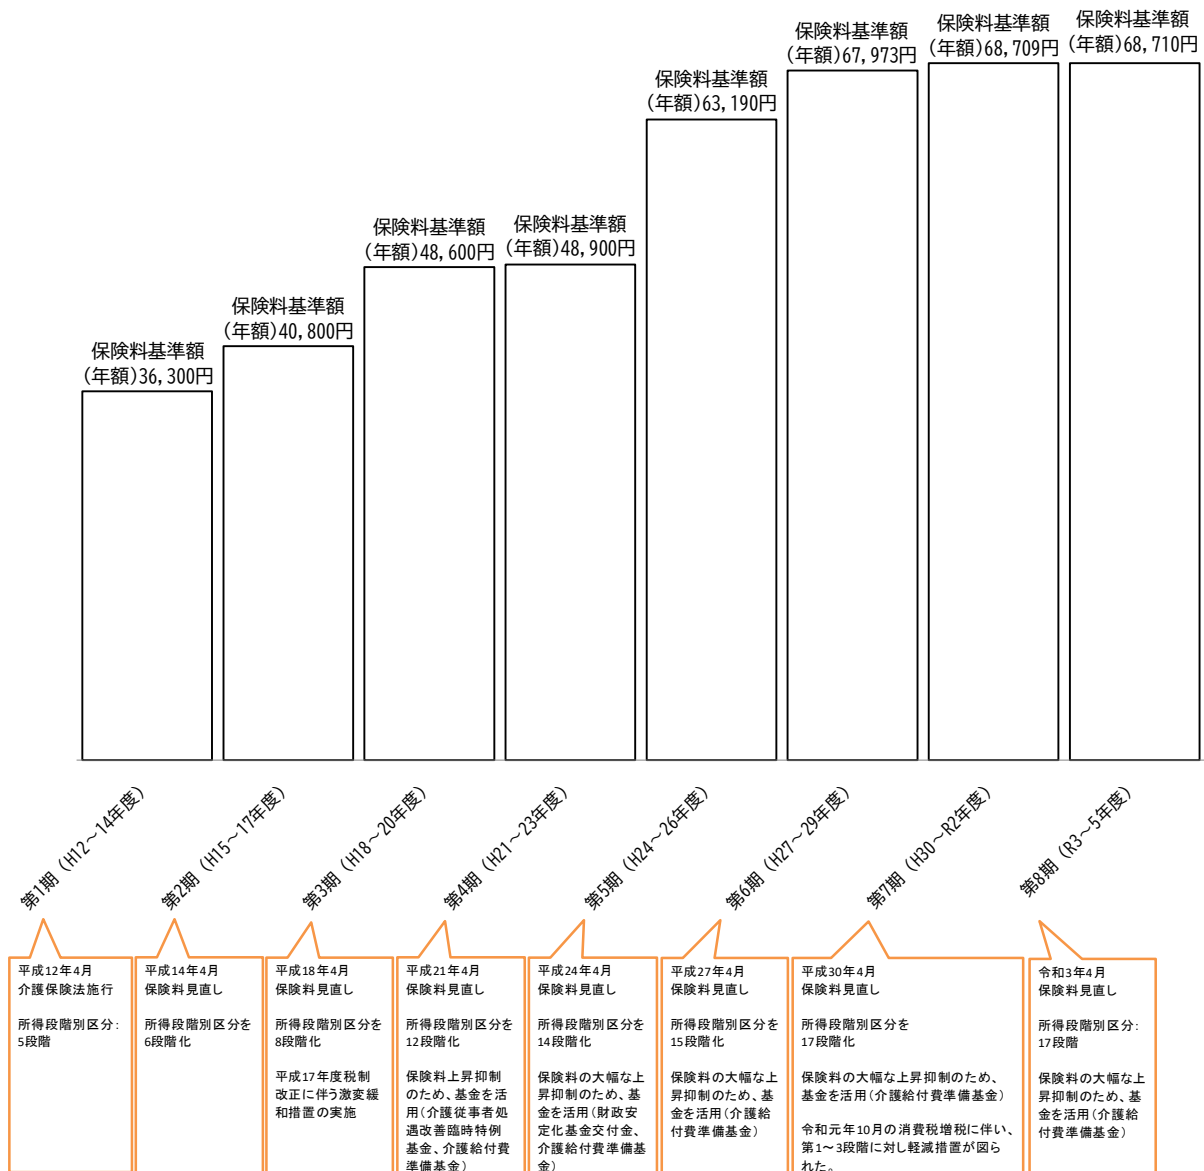 保険料基準額
(年額)36,300円
保険料基準額
(年額)40,800円
保険料基準額
(年額)48,600円
保険料基準額
(年額)48,900円
保険料基準額
(年額)63,190円
保険料基準額
(年額)67,973円
保険料基準額
(年額)68,709円
保険料基準額
(年額)68,710円
第1期（H12～14年度）
第2期（H15～17年度）
第3期（H18～20年度）
第4期（H21～23年度）
第5期（H24～26年度）
第6期（H27～29年度）
第7期（H30～R2年度）
第8期（R3～5年度）
平成12年4月
介護保険法施行
所得段階別区分：
5段階
平成14年4月
保険料見直し
所得段階別区分を
6段階化
平成18年4月
保険料見直し
所得段階別区分を
8段階化
平成17年度税制
改正に伴う激変緩
和措置の実施
平成21年4月
保険料見直し
所得段階別区分を
12段階化
保険料上昇抑制
のため、基金を活
用（介護従事者処
遇改善臨時特例
基金、介護給付費
準備基金）
平成24年4月
保険料見直し
所得段階別区分を
14段階化
保険料の大幅な上
昇抑制のため、基
金を活用（財政安
定化基金交付金、
介護給付費準備基
金）
平成27年4月
保険料見直し
所得段階別区分を
15段階化
保険料の大幅な上
昇抑制のため、基
金を活用（介護給
付費準備基金）
平成30年4月
保険料見直し
所得段階別区分を
17段階化
保険料の大幅な上昇抑制のため、
基金を活用（介護給付費準備基金）
令和元年10月の消費税増税に伴い、
第1～3段階に対し軽減措置が図ら
れた。
令和3年4月
保険料見直し
所得段階別区分：
17段階
保険料の大幅な上
昇抑制のため、基
金を活用（介護給
付費準備基金）